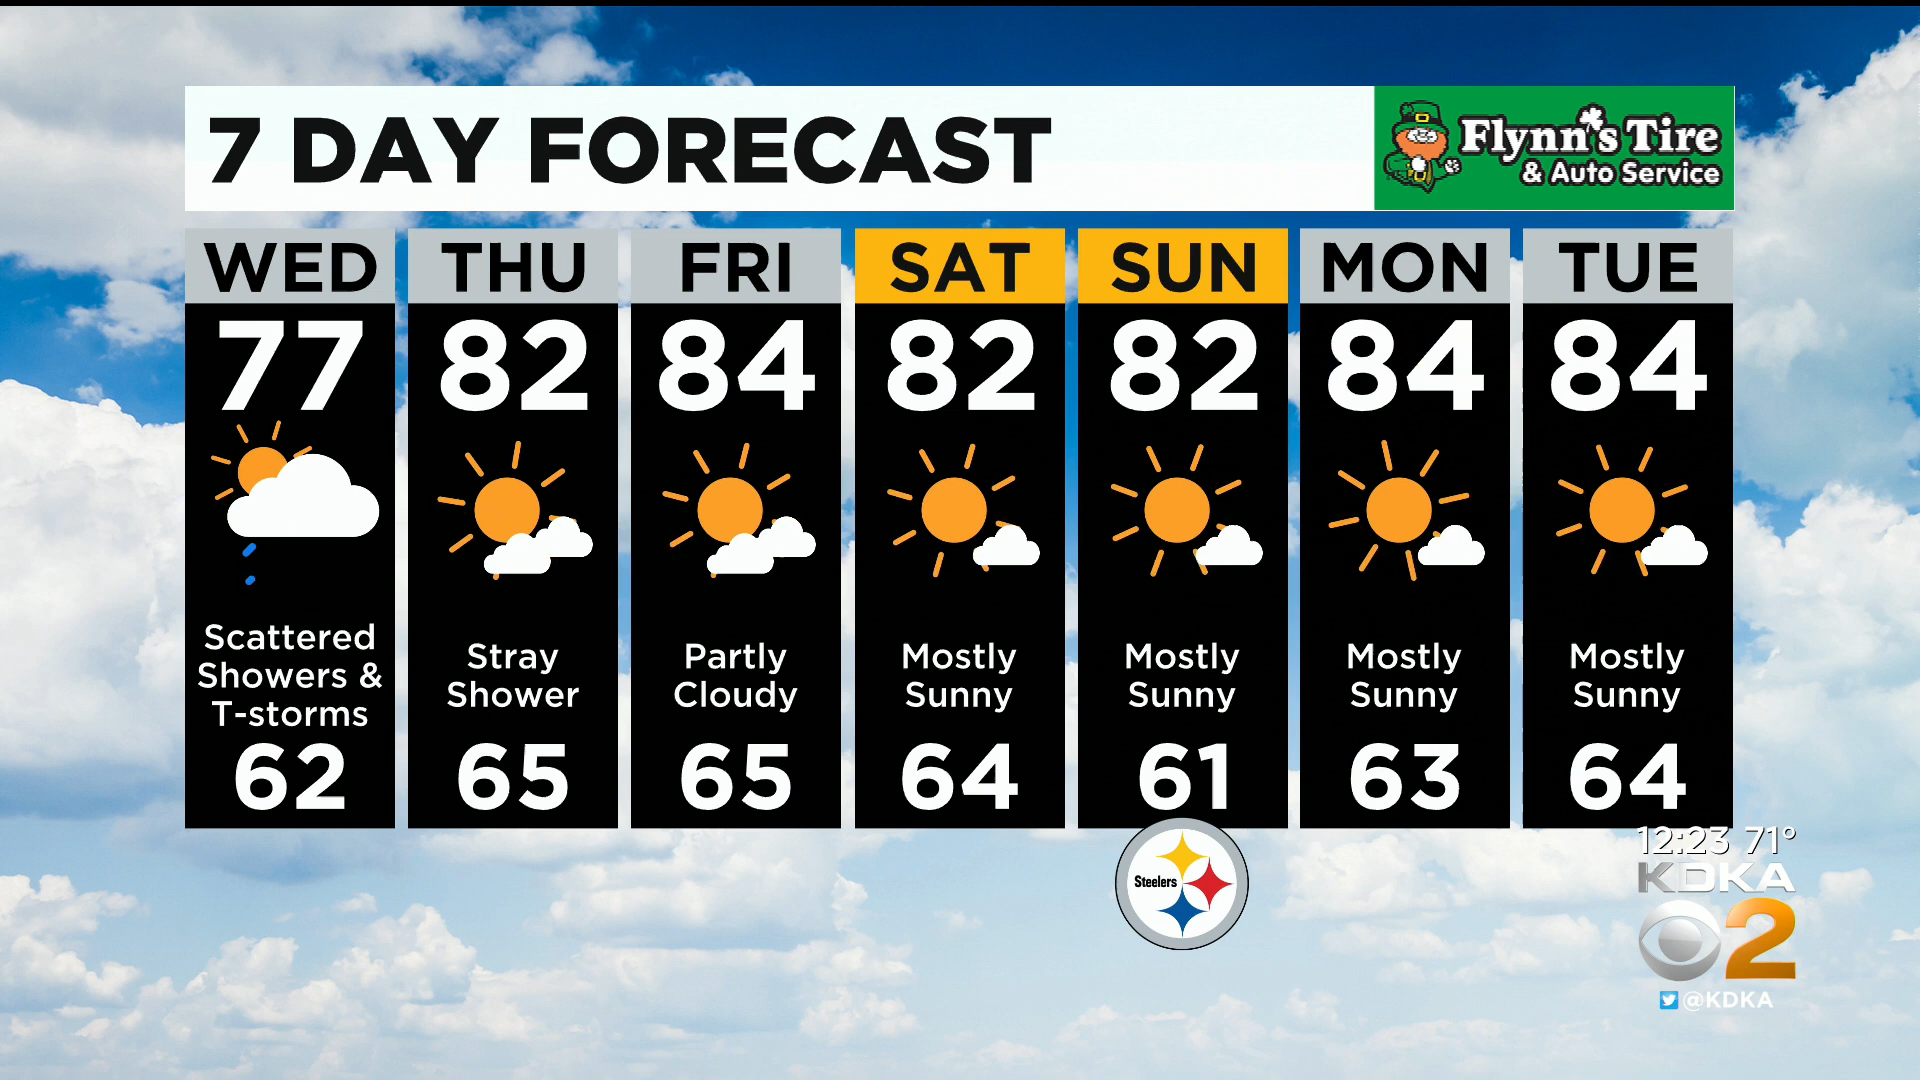 7 DAY FORECAST
Flynn's Tire
& Auto Service
WED
77
Scattered
Showers &
T-storms
62
THU
82
Stray
Shower
65
FRI
84
Partly
Cloudy
65
SAT
82
Mostly
Sunny
64
SUN
82
Mostly
Sunny
61
Steelers
MON
84
Mostly
Sunny
63
TUE
84
Mostly
Sunny
64
12:23 71°
KDKA
2
@KDKA